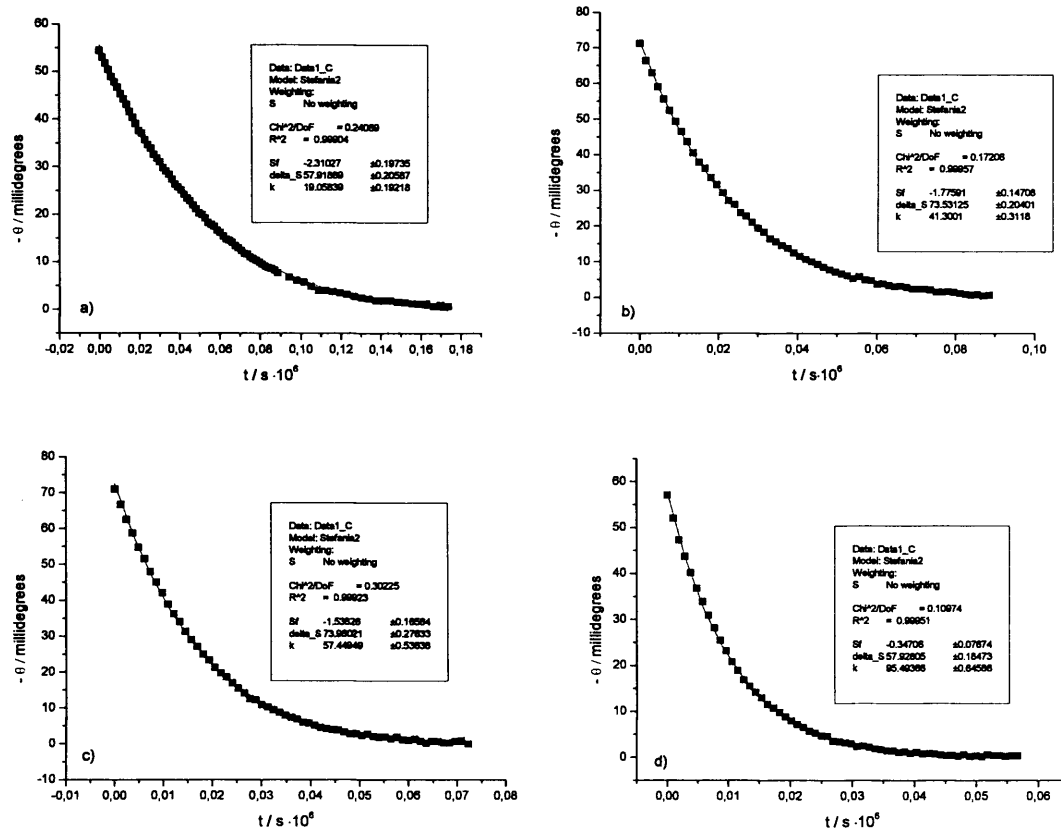 60
50
40
30
20
10
0
- θ / millidegrees
Data: Data1_C
Model: Stefania2
Weighting:
S No weighting
Chi^2/DoF = 0.24089
R^2 = 0.99904
Sf -2.31027 ±0.19735
delta_S 57.91869 ±0.20587
k 19.05839 ±0.19218
a)
-0,02 0,00 0,02 0,04 0,06 0,08 0,10 0,12 0,14 0,16 0,18
t / s ·10⁶
80
70
60
50
40
30
20
10
0
-10
- θ / millidegrees
Data: Data1_C
Model: Stefania2
Weighting:
S No weighting
Chi^2/DoF = 0.17206
R^2 = 0.99957
Sf -1.77591 ±0.14706
delta_S 73.53125 ±0.20401
k 41.3001 ±0.3118
b)
0,00 0,02 0,04 0,06 0,08 0,10
t / s ·10⁶
80
70
60
50
40
30
20
10
0
-10
- θ / millidegrees
Data: Data1_C
Model: Stefania2
Weighting:
S No weighting
Chi^2/DoF = 0.30225
R^2 = 0.99923
Sf -1.53626 ±0.16584
delta_S 73.96021 ±0.27633
k 57.44949 ±0.53636
c)
-0,01 0,00 0,01 0,02 0,03 0,04 0,05 0,06 0,07 0,08
t / s ·10⁶
60
50
40
30
20
10
0
- θ / millidegrees
Data: Data1_C
Model: Stefania2
Weighting:
S No weighting
Chi^2/DoF = 0.10974
R^2 = 0.99951
Sf -0.34706 ±0.07674
delta_S 57.92605 ±0.18473
k 95.49366 ±0.64586
d)
0,00 0,01 0,02 0,03 0,04 0,05 0,06
t / s ·10⁶